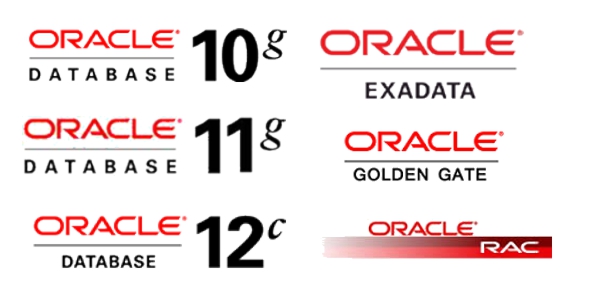 ORACLE®
DATABASE 10g
ORACLE®
DATABASE 11g
ORACLE®
DATABASE 12c
ORACLE®
EXADATA
ORACLE®
GOLDEN GATE
ORACLE®
RAC